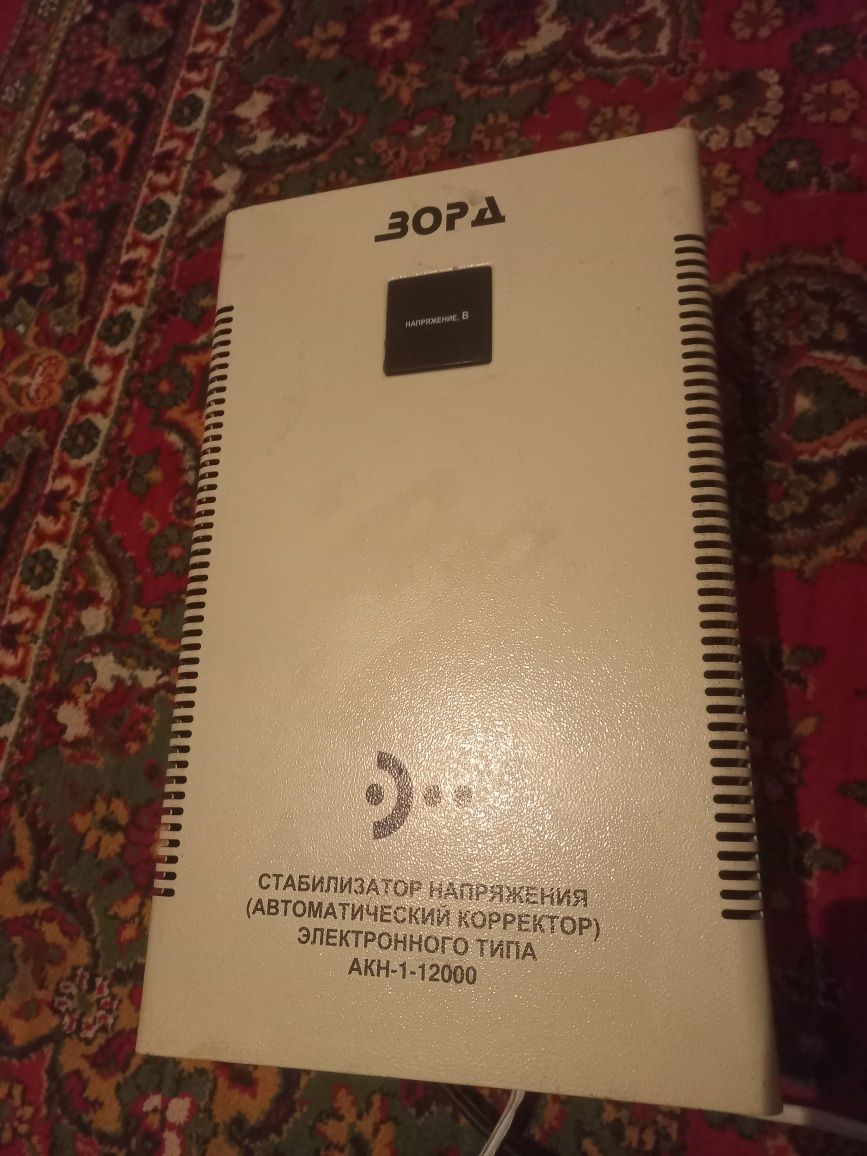 ЗОРД
НАПРЯЖЕНИЕ, В
СТАБИЛИЗАТОР НАПРЯЖЕНИЯ
(АВТОМАТИЧЕСКИЙ КОРРЕКТОР)
ЭЛЕКТРОННОГО ТИПА
АКН-1-12000